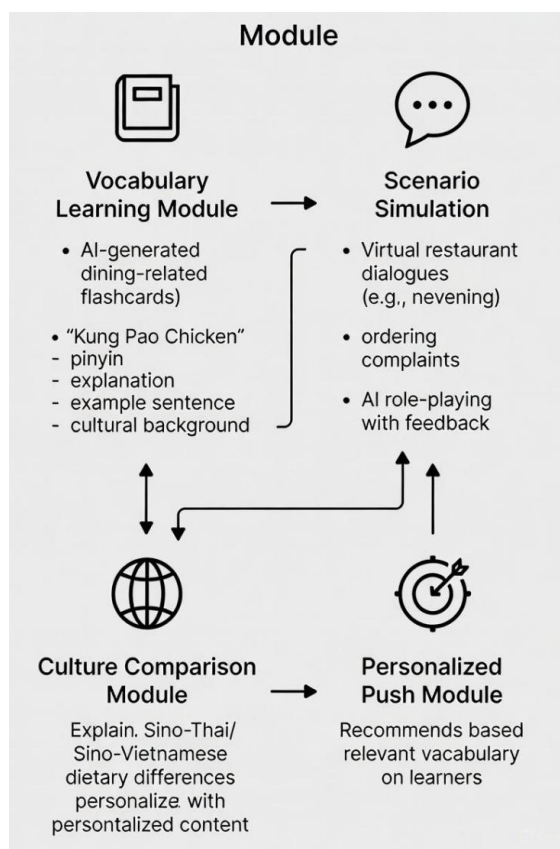 Module
Vocabulary
Learning Module
• AI-generated
dining-related
flashcards)
• “Kung Pao Chicken”
- pinyin
- explanation
- example sentence
- cultural background
Scenario
Simulation
• Virtual restaurant
dialogues
(e.g., nevening)
• ordering
complaints
• AI role-playing
with feedback
Culture Comparison
Module
Explain. Sino-Thai/
Sino-Vietnamese
dietary differences
personalize. with
persontalized content
Personalized
Push Module
Recommends based
relevant vocabulary
on learners